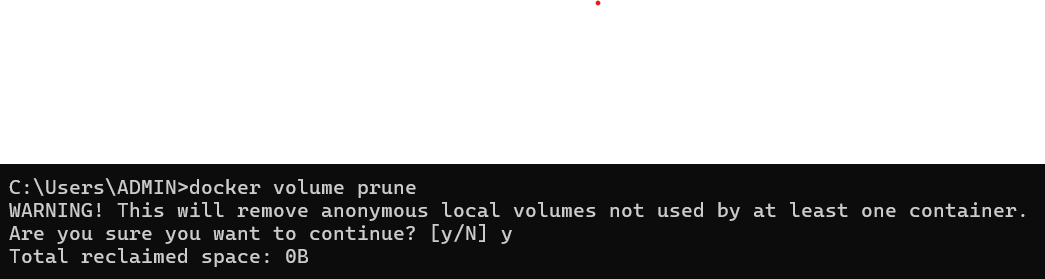 C:\Users\ADMIN>docker volume prune
WARNING! This will remove anonymous local volumes not used by at least one container.
Are you sure you want to continue? [y/N] y
Total reclaimed space: 0B